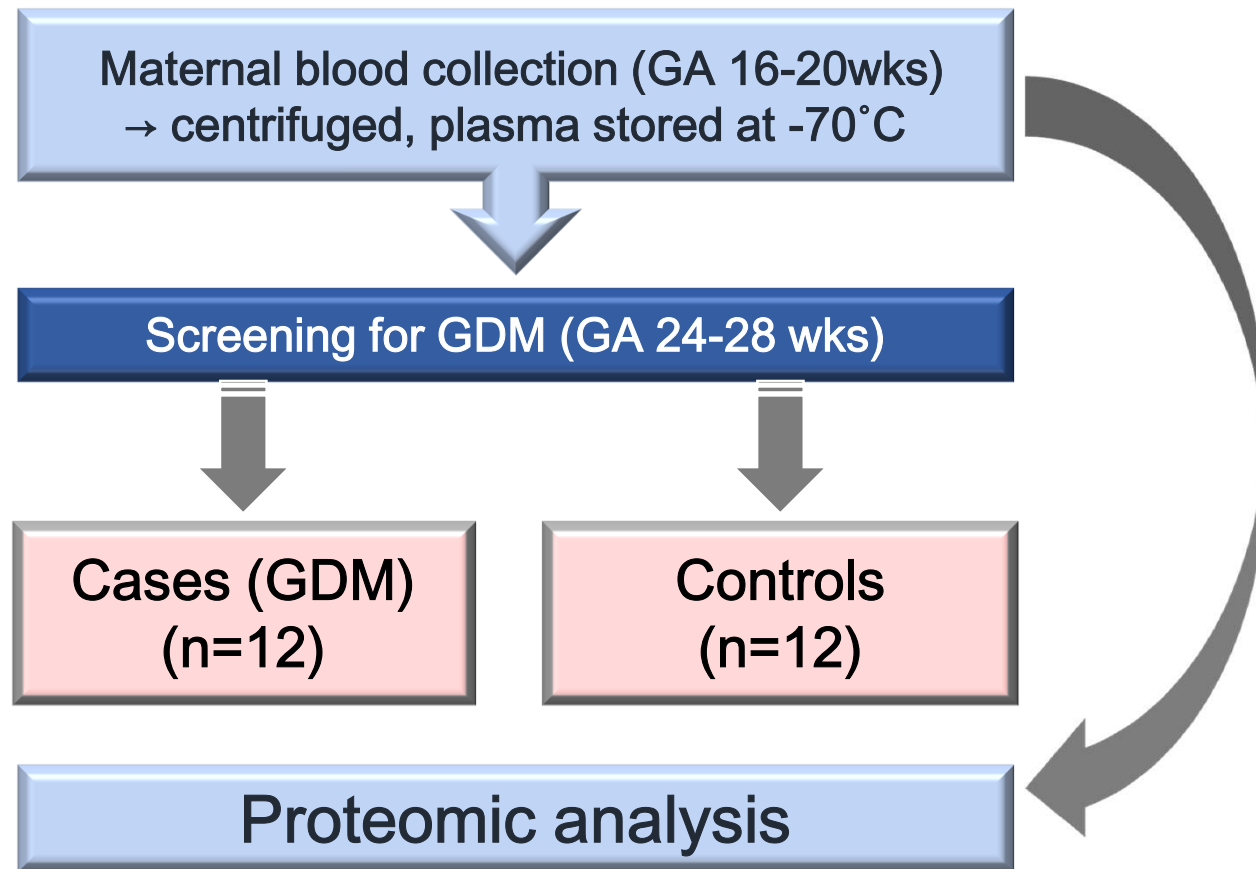 Maternal blood collection (GA 16-20wks)
→ centrifuged, plasma stored at -70˚C
Screening for GDM (GA 24-28 wks)
Cases (GDM)
(n=12)
Controls
(n=12)
Proteomic analysis